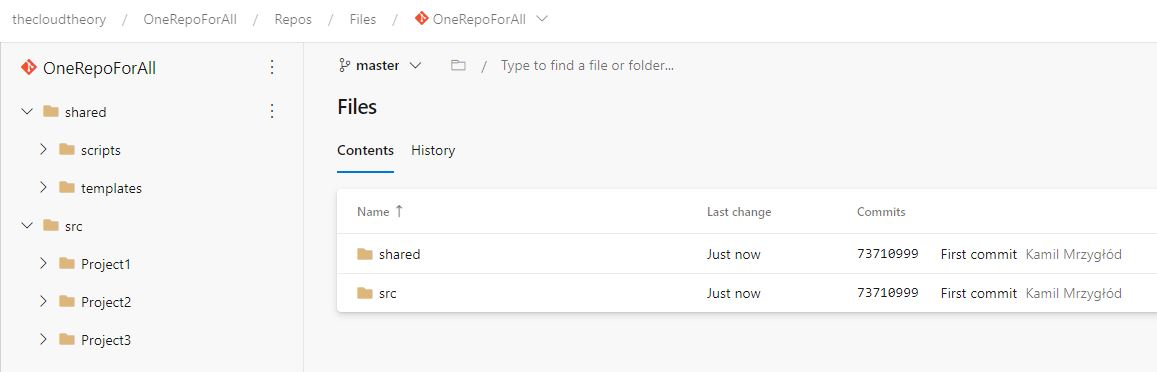 thecloudtheory / OneRepoForAll / Repos / Files / OneRepoForAll
OneRepoForAll
shared
scripts
templates
src
Project1
Project2
Project3
master / Type to find a file or folder...
Files
Contents History
Name ↑ Last change Commits
shared Just now 73710999 First commit Kamil Mrzygłód
src Just now 73710999 First commit Kamil Mrzygłód